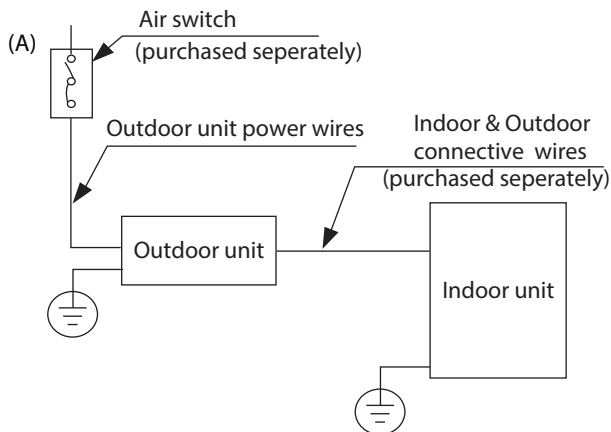 (A)
Air switch
(purchased seperately)
Outdoor unit power wires
Indoor & Outdoor
connective wires
(purchased seperately)
Outdoor unit
Indoor unit